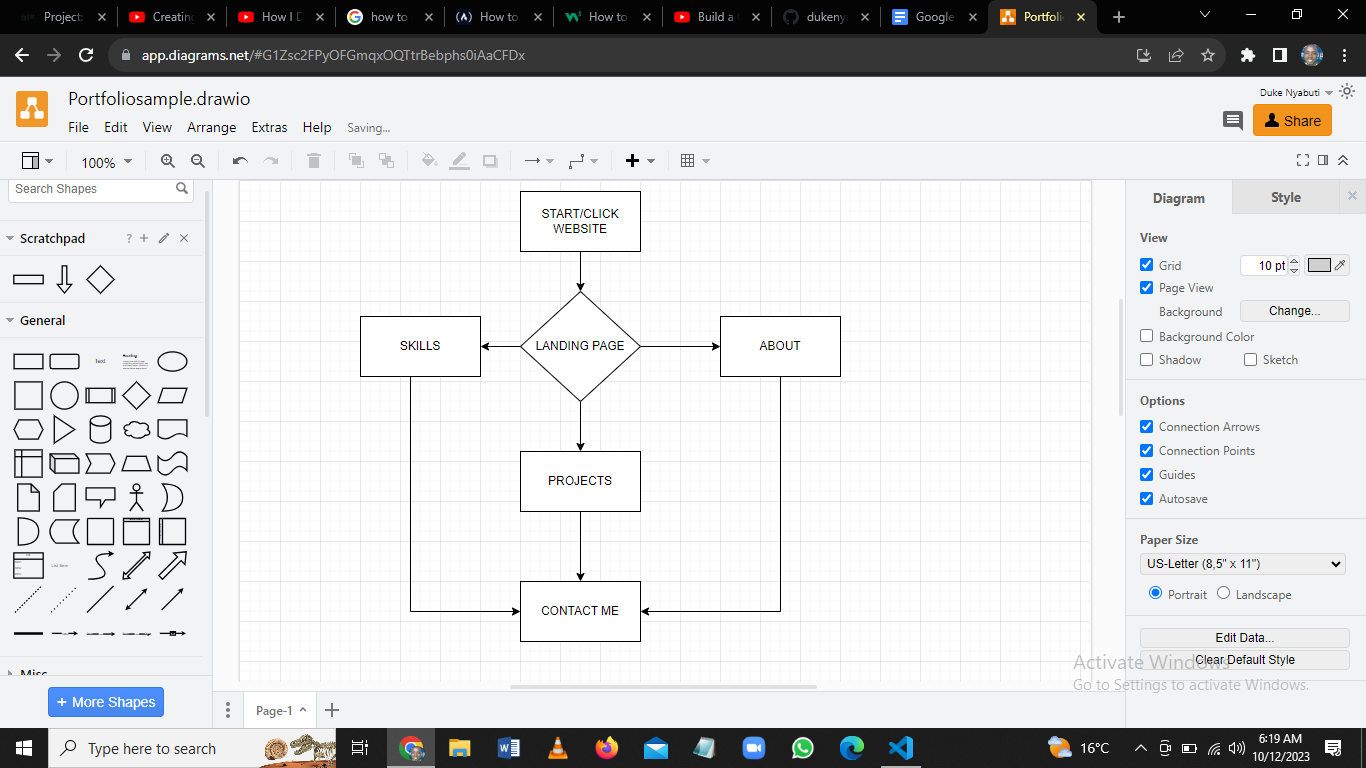 Project
Creatin
How I D
how to
How to
How to
Build a
dukeny
Google
Portfoli
app.diagrams.net/#G1Zsc2FPyOFGmqxOQTtrBebphs0iAaCFDx
Portfoliosample.drawio
Duke Nyabuti
File Edit View Arrange Extras Help Saving...
Share
100%
Search Shapes
Scratchpad
?
General
Text
Heading
Misc
+ More Shapes
START/CLICK
WEBSITE
SKILLS
LANDING PAGE
ABOUT
PROJECTS
CONTACT ME
Page-1
Diagram
Style
View
Grid
10 pt
Page View
Background
Change...
Background Color
Shadow
Sketch
Options
Connection Arrows
Connection Points
Guides
Autosave
Paper Size
US-Letter (8,5" x 11")
Portrait
Landscape
Edit Data...
Clear Default Style
Activate Windows
Go to Settings to activate Windows.
Type here to search
16°C
6:19 AM
10/12/2023